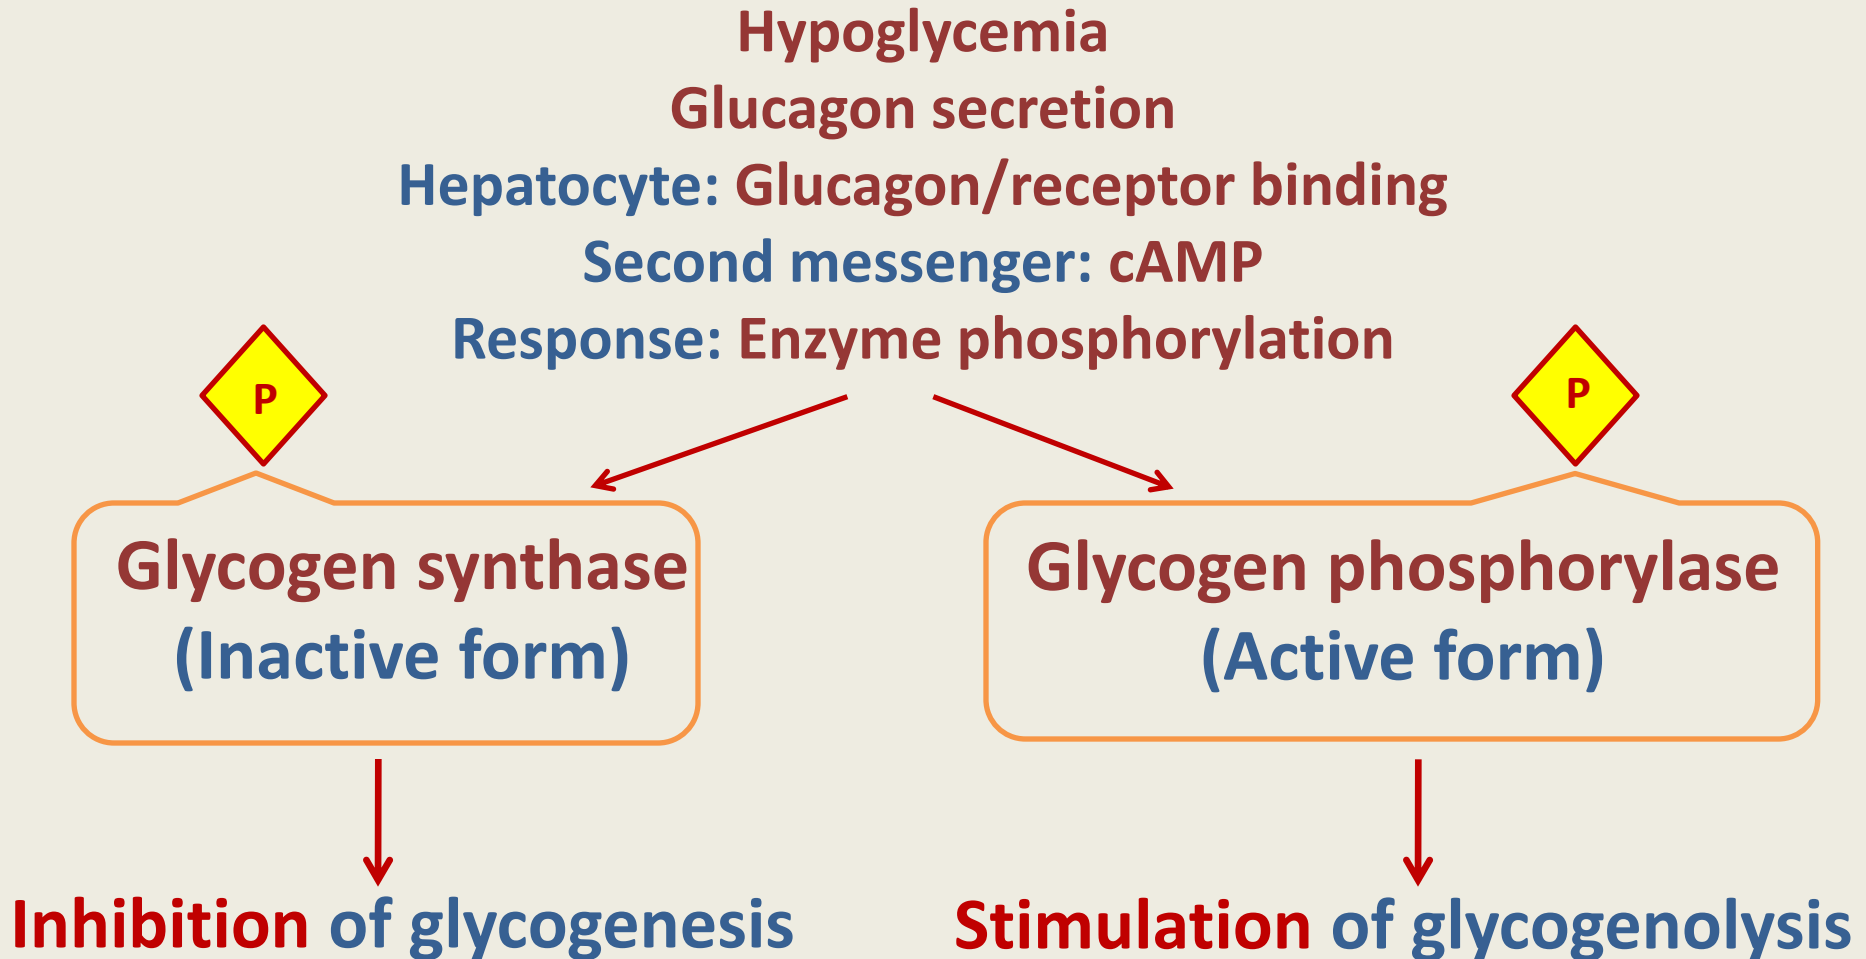 Hypoglycemia
Glucagon secretion
Hepatocyte: Glucagon/receptor binding
Second messenger: cAMP
Response: Enzyme phosphorylation
P
P
Glycogen synthase
(Inactive form)
Glycogen phosphorylase
(Active form)
Inhibition of glycogenesis
Stimulation of glycogenolysis